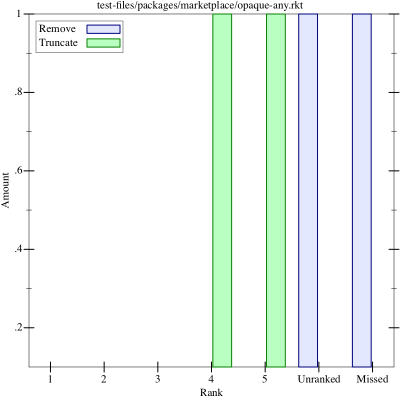 test-files/packages/marketplace/opaque-any.rkt
Remove
Truncate
1
.8
.6
.4
.2
Amount
1 2 3 4 5 Unranked Missed
Rank